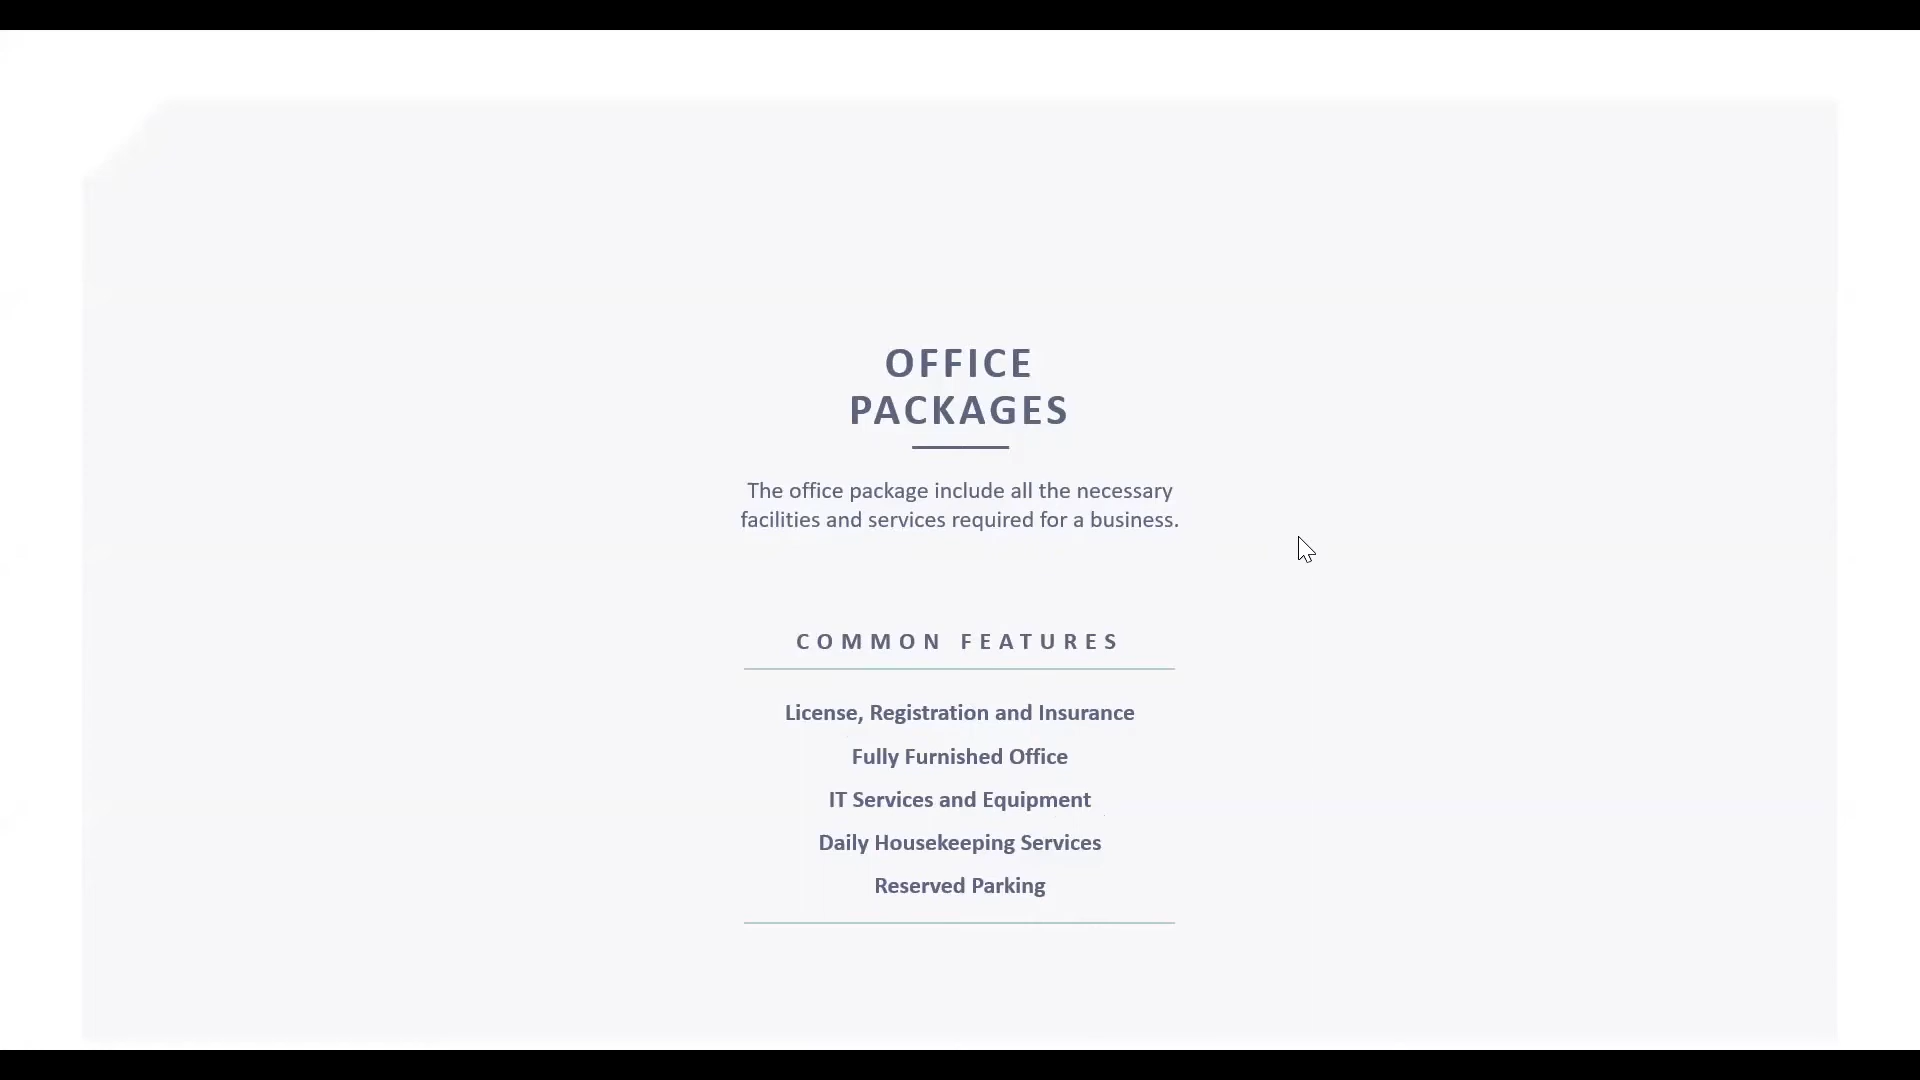 OFFICE
PACKAGES
The office package include all the necessary
facilities and services required for a business.
COMMON FEATURES
License, Registration and Insurance
Fully Furnished Office
IT Services and Equipment
Daily Housekeeping Services
Reserved Parking